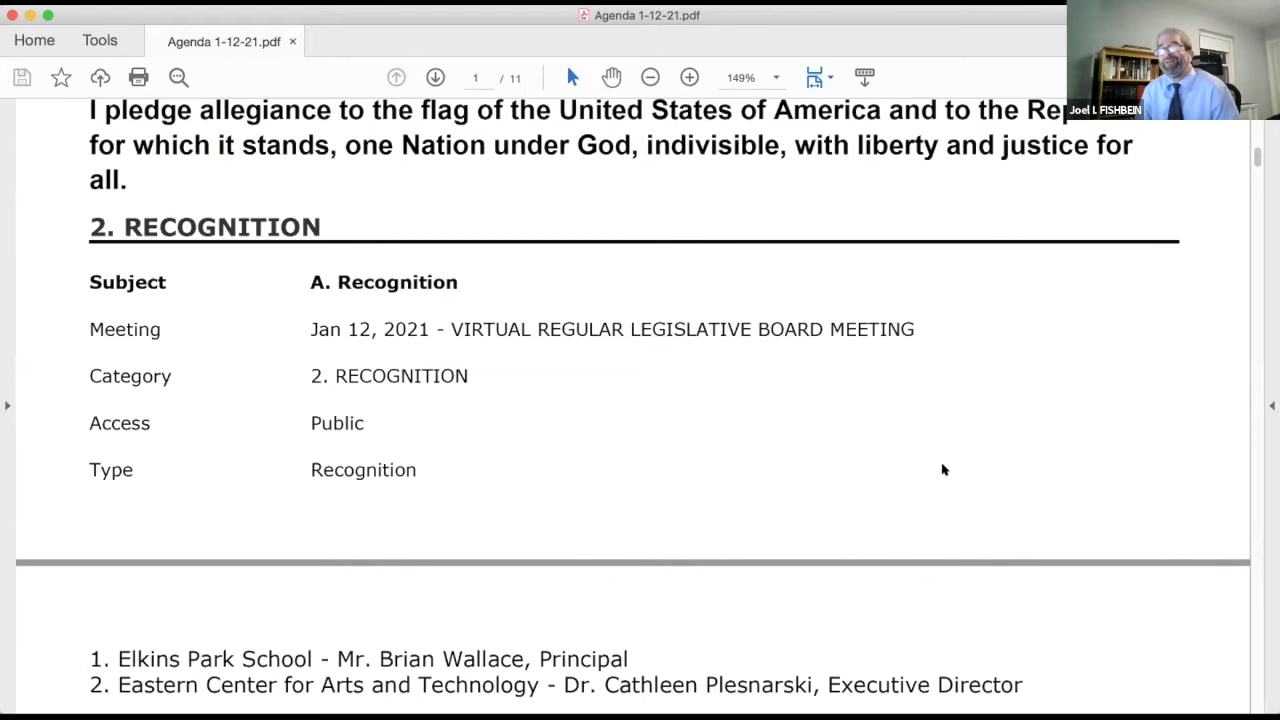 Agenda 1-12-21.pdf
Home Tools Agenda 1-12-21.pdf ×
1 / 11 149%
Joel I. FISHBEIN
I pledge allegiance to the flag of the United States of America and to the Rep
for which it stands, one Nation under God, indivisible, with liberty and justice for
all.
2. RECOGNITION
Subject A. Recognition
Meeting Jan 12, 2021 - VIRTUAL REGULAR LEGISLATIVE BOARD MEETING
Category 2. RECOGNITION
Access Public
Type Recognition
1. Elkins Park School - Mr. Brian Wallace, Principal
2. Eastern Center for Arts and Technology - Dr. Cathleen Plesnarski, Executive Director